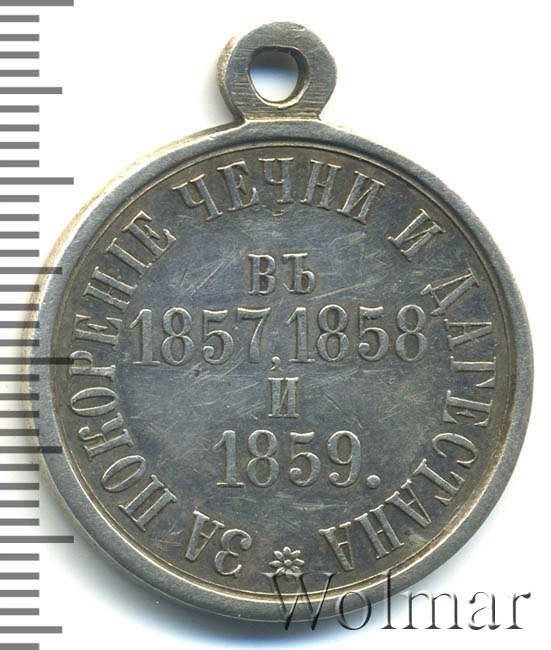 ЗА ПОКОРЕНІЕ ЧЕЧНИ И ДАГЕСТАНА
ВЪ
1857, 1858
И
1859.
Wolmar